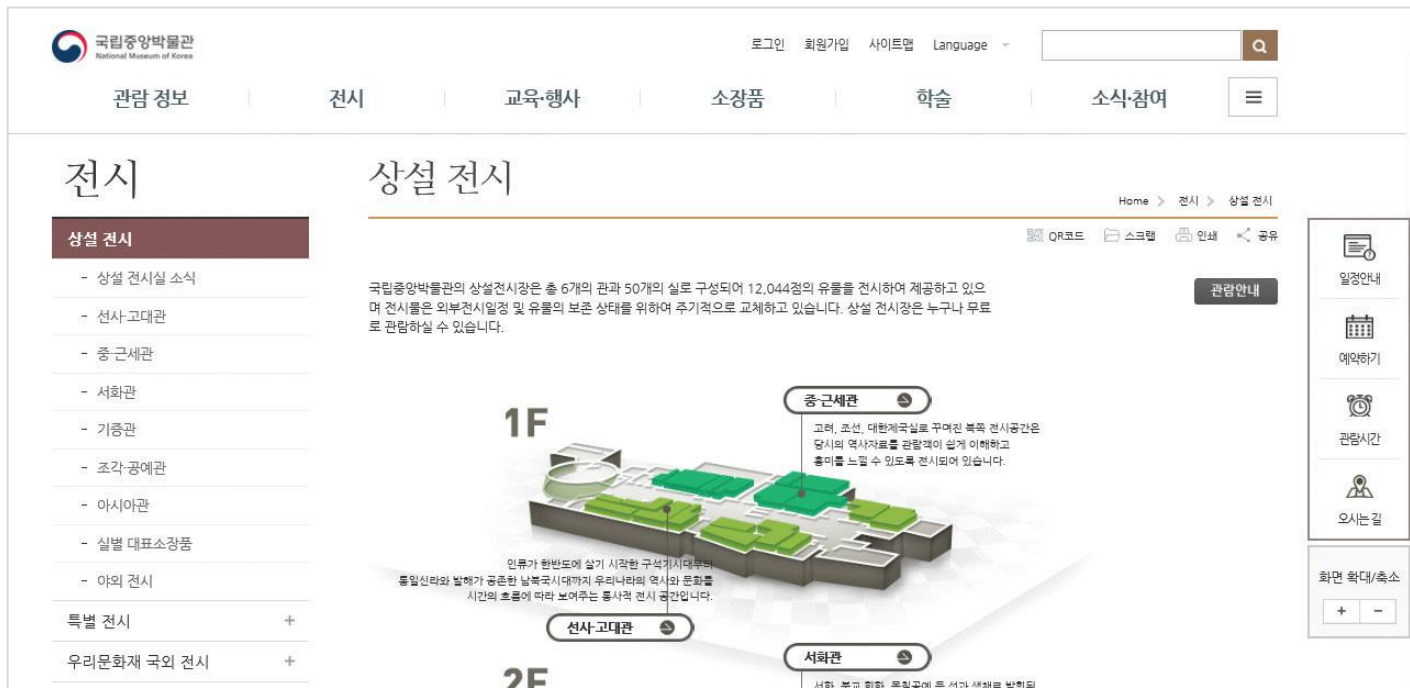 국립중앙박물관
National Museum of Korea
로그인 회원가입 사이트맵 Language
관람 정보 전시 교육·행사 소장품 학술 소식·참여
전시
상설 전시
- 상설 전시실 소식
- 선사·고대관
- 중·근세관
- 서화관
- 기증관
- 조각·공예관
- 아시아관
- 실별 대표소장품
- 야외 전시
특별 전시 +
우리문화재 국외 전시 +
상설 전시
Home > 전시 > 상설 전시
QR코드 스크랩 인쇄 공유
국립중앙박물관의 상설전시장은 총 6개의 관과 50개의 실로 구성되어 12,044점의 유물을 전시하여 제공하고 있으
며 전시물은 외부전시일정 및 유물의 보존 상태를 위하여 주기적으로 교체하고 있습니다. 상설 전시장은 누구나 무료
로 관람하실 수 있습니다.
관람안내
1F
중·근세관
고려, 조선, 대한제국실로 꾸며진 북쪽 전시공간은
당시의 역사자료를 관람객이 쉽게 이해하고
흥미를 느낄 수 있도록 전시되어 있습니다.
인류가 한반도에 살기 시작한 구석기시대부터
통일신라와 발해가 공존한 남북국시대까지 우리나라의 역사와 문화를
시간의 흐름에 따라 보여주는 통사적 전시 공간입니다.
선사·고대관
2F
서화관
서화, 불교 회화, 목칠공예 등 선과 색채로 발휘된
일정안내
예약하기
관람시간
오시는 길
화면 확대/축소
+ -